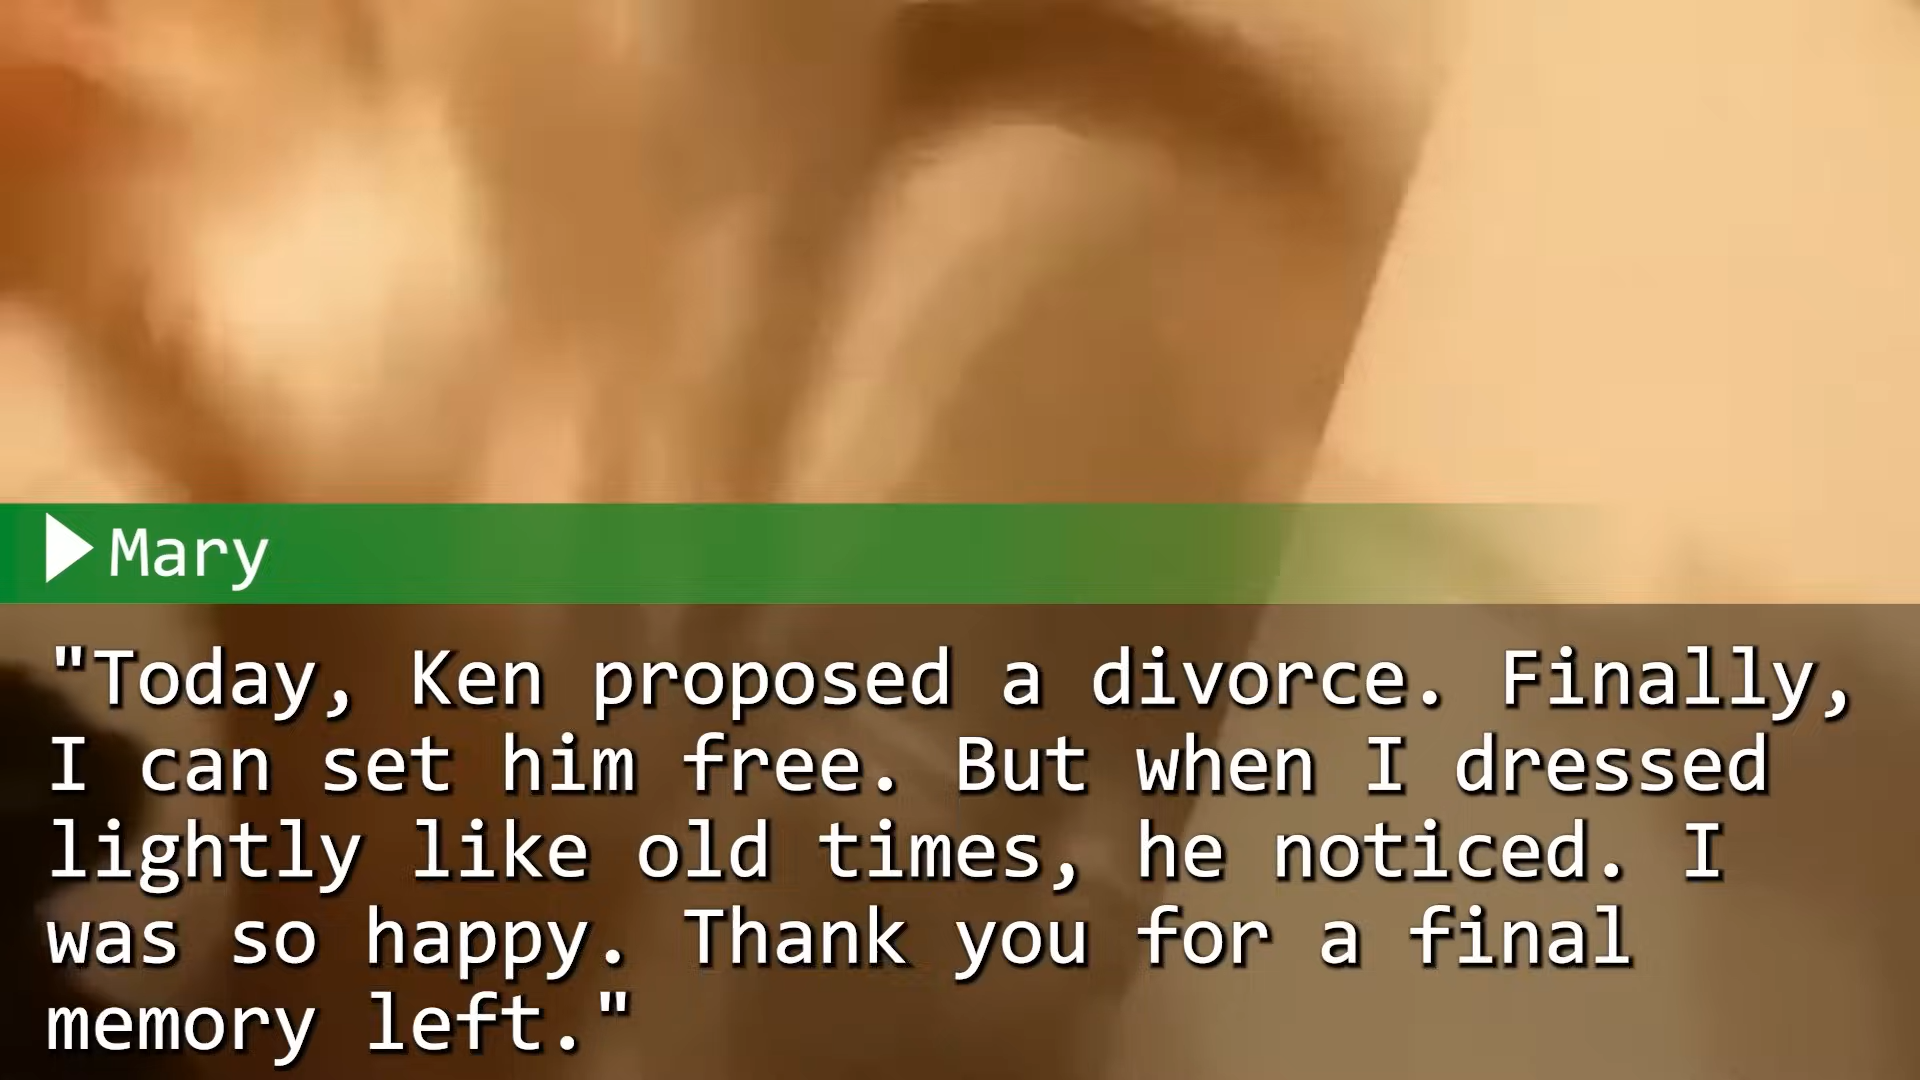 Mary
"Today, Ken proposed a divorce. Finally,
I can set him free. But when I dressed
lightly like old times, he noticed. I
was so happy. Thank you for a final
memory left."